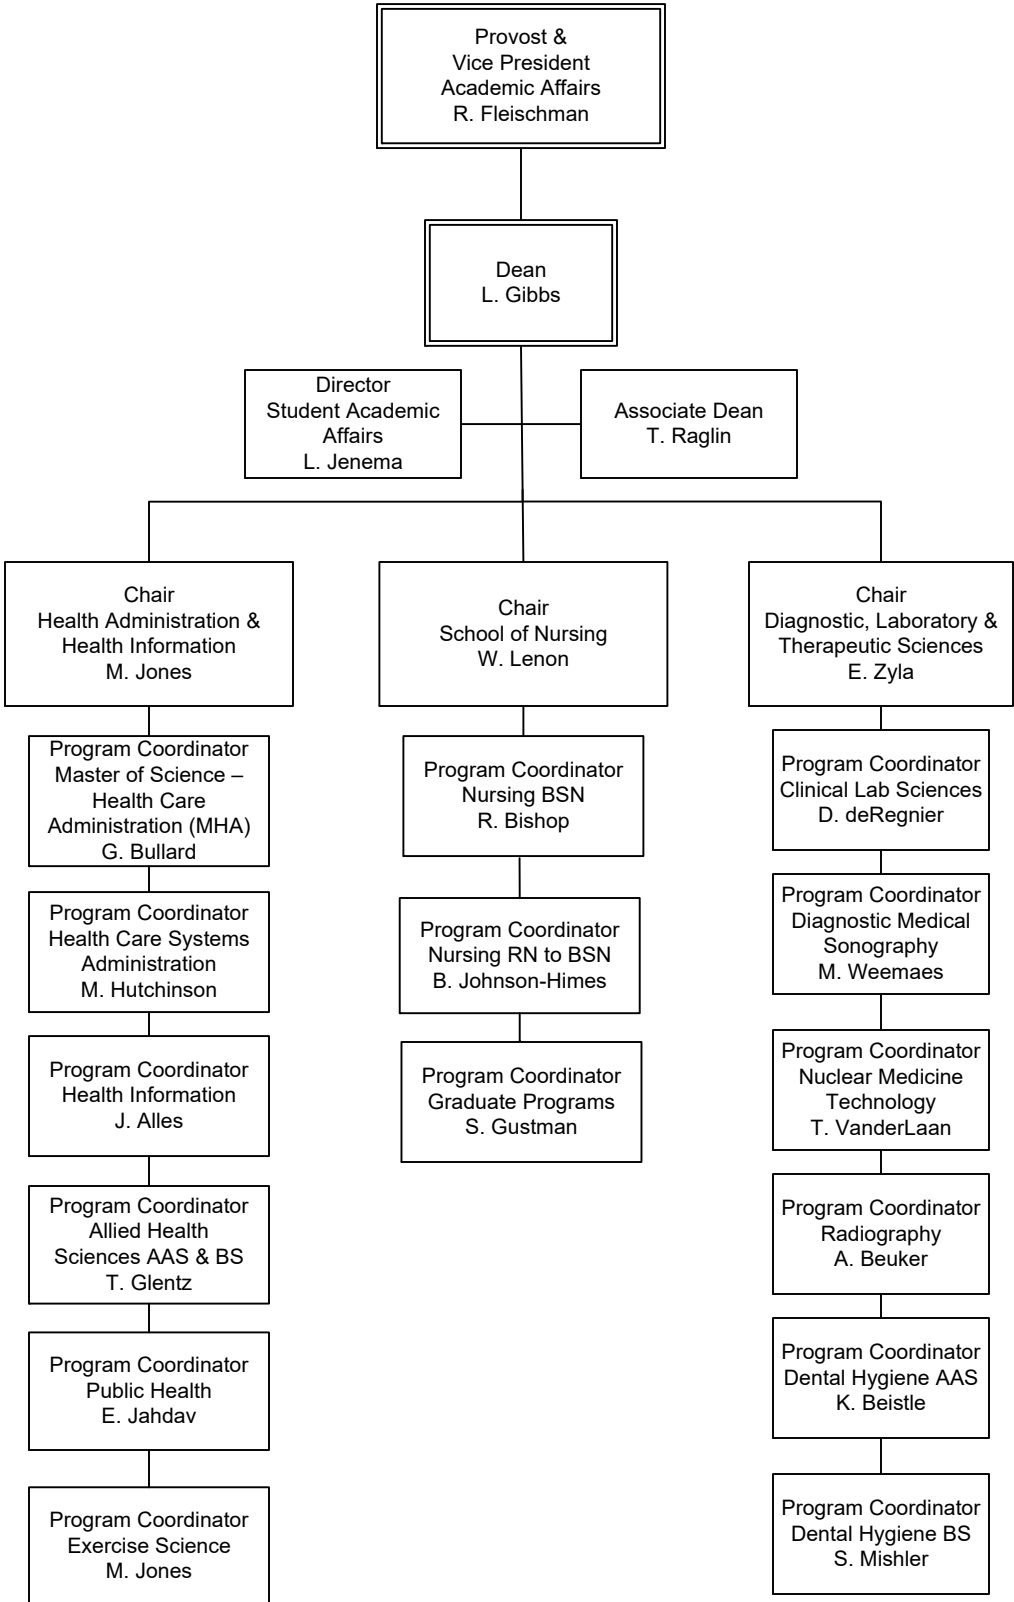 Provost &
Vice President
Academic Affairs
R. Fleischman
Dean
L. Gibbs
Director
Student Academic
Affairs
L. Jenema
Associate Dean
T. Raglin
Chair
Health Administration &
Health Information
M. Jones
Chair
School of Nursing
W. Lenon
Chair
Diagnostic, Laboratory &
Therapeutic Sciences
E. Zyla
Program Coordinator
Master of Science –
Health Care
Administration (MHA)
G. Bullard
Program Coordinator
Health Care Systems
Administration
M. Hutchinson
Program Coordinator
Health Information
J. Alles
Program Coordinator
Allied Health
Sciences AAS & BS
T. Glentz
Program Coordinator
Public Health
E. Jahdav
Program Coordinator
Exercise Science
M. Jones
Program Coordinator
Nursing BSN
R. Bishop
Program Coordinator
Nursing RN to BSN
B. Johnson-Himes
Program Coordinator
Graduate Programs
S. Gustman
Program Coordinator
Clinical Lab Sciences
D. deRegnier
Program Coordinator
Diagnostic Medical
Sonography
M. Weemaes
Program Coordinator
Nuclear Medicine
Technology
T. VanderLaan
Program Coordinator
Radiography
A. Beuker
Program Coordinator
Dental Hygiene AAS
K. Beistle
Program Coordinator
Dental Hygiene BS
S. Mishler